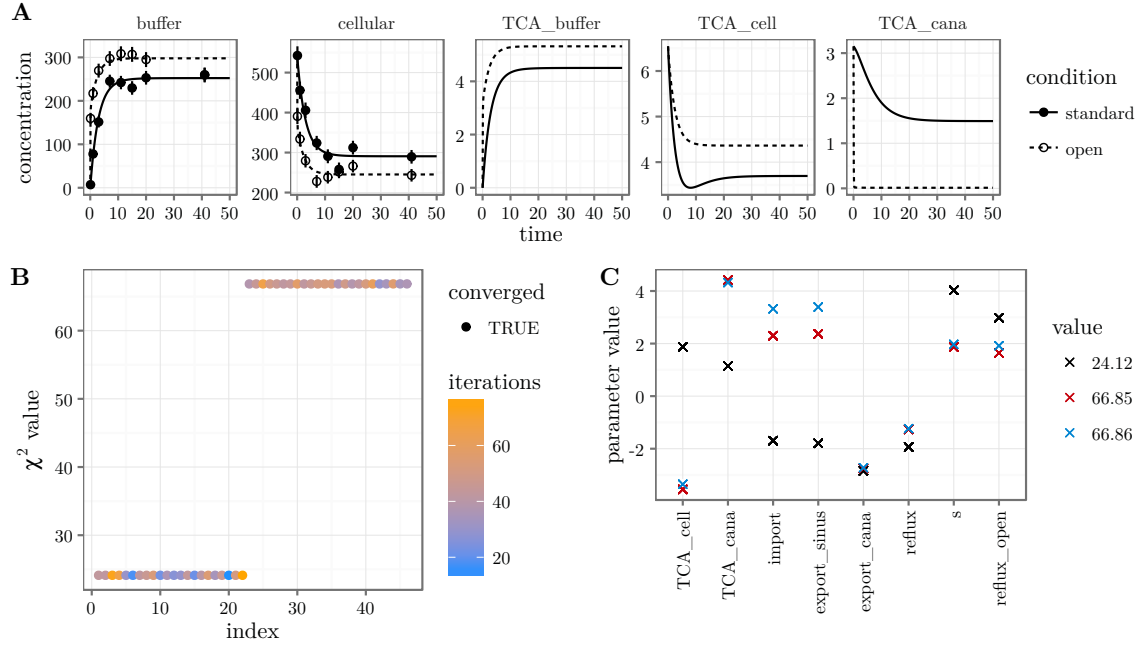 A
buffer
cellular
TCA_buffer
TCA_cell
TCA_cana
concentration
300
200
100
0
500
400
300
200
4
2
0
6
5
4
3
2
1
0
0 10 20 30 40 50
0 10 20 30 40 50
0 10 20 30 40 50
0 10 20 30 40 50
0 10 20 30 40 50
time
condition
standard
open
B
χ² value
60
50
40
30
0 10 20 30 40
index
converged
TRUE
iterations
60
40
20
C
parameter value
4
2
0
-2
TCA_cell
TCA_cana
import
export_sinus
export_cana
reflux
s
reflux_open
value
24.12
66.85
66.86